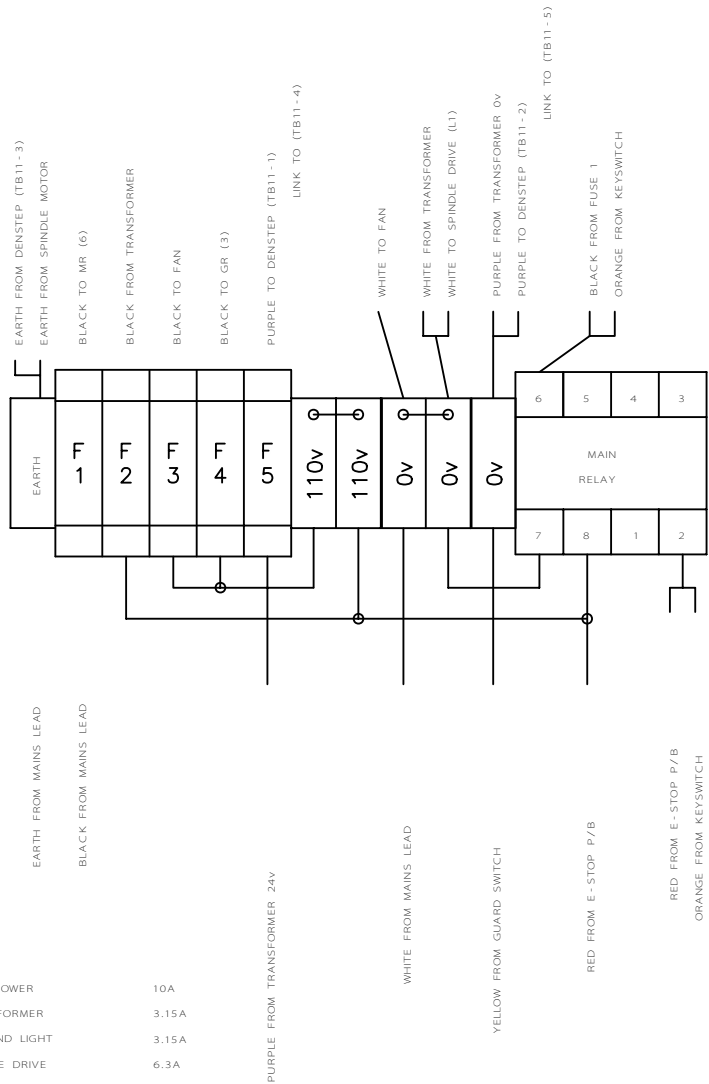 EARTH FROM DENSTEP (TB11-3)
EARTH FROM SPINDLE MOTOR
BLACK TO MR (6)
BLACK FROM TRANSFORMER
BLACK TO FAN
BLACK TO GR (3)
PURPLE TO DENSTEP (TB11-1)
LINK TO (TB11-4)
WHITE TO FAN
WHITE FROM TRANSFORMER
WHITE TO SPINDLE DRIVE (L1)
PURPLE FROM TRANSFORMER 0v
PURPLE TO DENSTEP (TB11-2)
LINK TO (TB11-5)
BLACK FROM FUSE 1
ORANGE FROM KEYSWITCH
EARTH
F 1
F 2
F 3
F 4
F 5
110v
110v
0v
0v
0v
6 5 4 3
MAIN
RELAY
7 8 1 2
EARTH FROM MAINS LEAD
BLACK FROM MAINS LEAD
PURPLE FROM TRANSFORMER 24v
WHITE FROM MAINS LEAD
YELLOW FROM GUARD SWITCH
RED FROM E-STOP P/B
RED FROM E-STOP P/B
ORANGE FROM KEYSWITCH
10A
3.15A
LIGHT 3.15A
DRIVE 6.3A